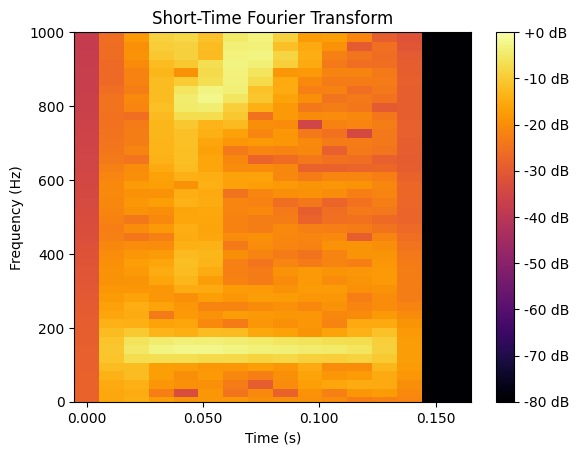 Short-Time Fourier Transform
Frequency (Hz)
1000
800
600
400
200
0
0.000
0.050
0.100
0.150
Time (s)
+0 dB
-10 dB
-20 dB
-30 dB
-40 dB
-50 dB
-60 dB
-70 dB
-80 dB